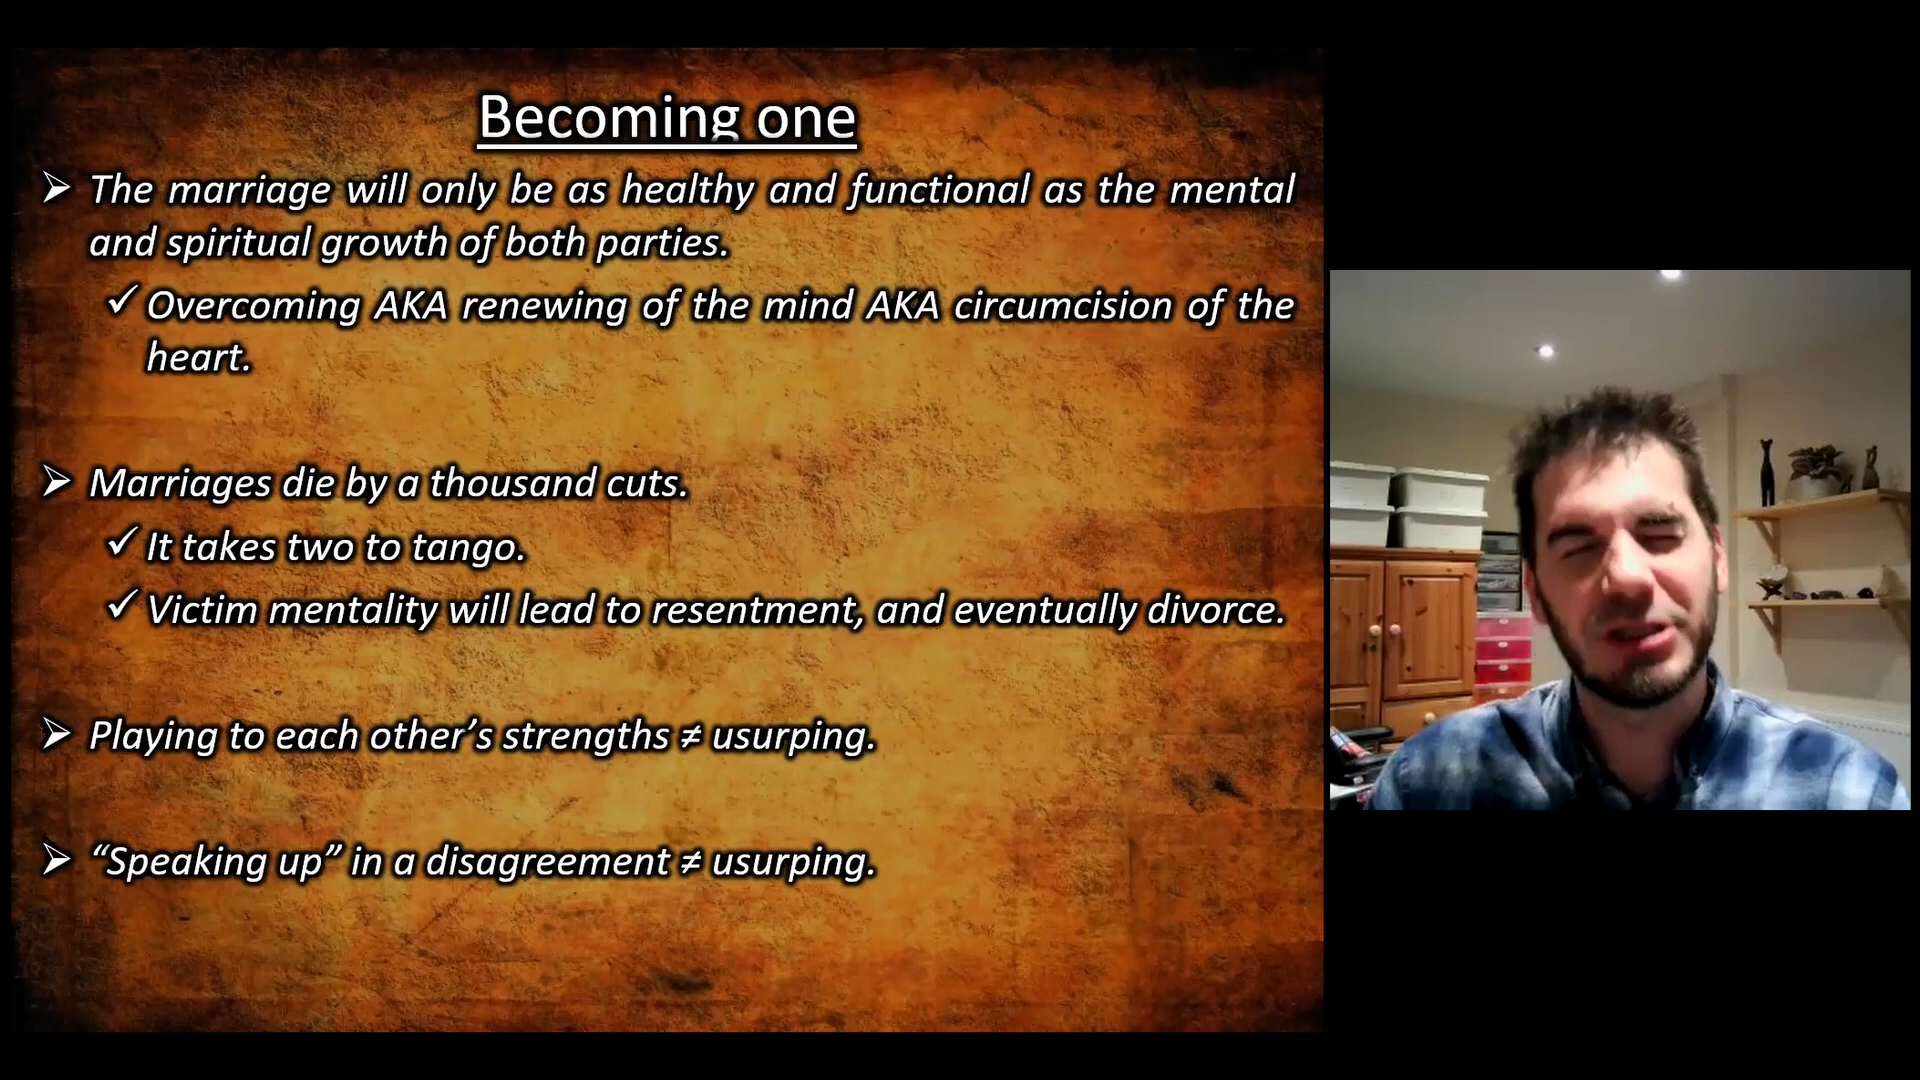 Becoming one
➢ The marriage will only be as healthy and functional as the mental
and spiritual growth of both parties.
✓ Overcoming AKA renewing of the mind AKA circumcision of the
heart.
➢ Marriages die by a thousand cuts.
✓ It takes two to tango.
✓ Victim mentality will lead to resentment, and eventually divorce.
➢ Playing to each other’s strengths ≠ usurping.
➢ “Speaking up” in a disagreement ≠ usurping.